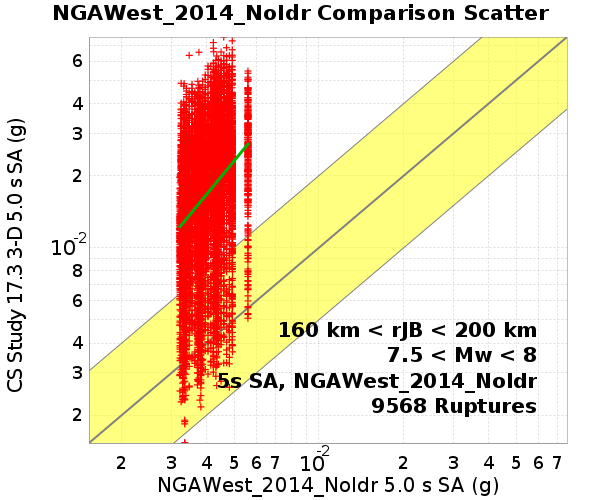 NGAWest_2014_NoIdr Comparison Scatter
CS Study 17.3 3-D 5.0 s SA (g)
6
4
3
2
10-2
8
6
4
3
2
160 km < rJB < 200 km
7.5 < Mw < 8
5s SA, NGAWest_2014_NoIdr
9568 Ruptures
2 3 4 5 6 7 10-2 2 3 4 5 6 7
NGAWest_2014_NoIdr 5.0 s SA (g)